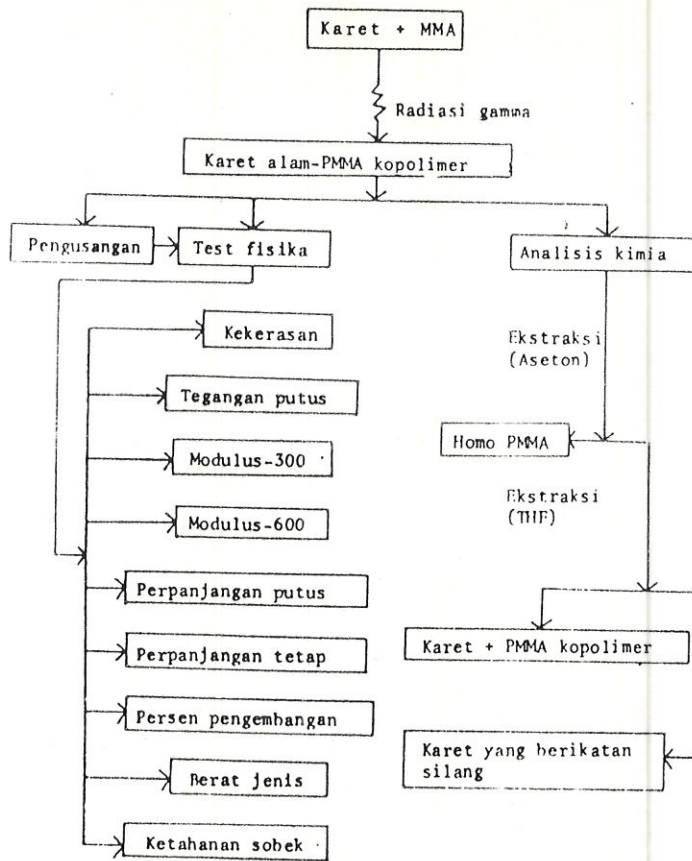 Karet + MMA
Radiasi gamma
Karet alam-PMMA kopolimer
Pengusangan
Test fisika
Analisis kimia
Kekerasan
Tegangan putus
Modulus-300
Modulus-600
Perpanjangan putus
Perpanjangan tetap
Persen pengembangan
Berat jenis
Ketahanan sobek
Ekstraksi
(Aseton)
Homo PMMA
Ekstraksi
(THF)
Karet + PMMA kopolimer
Karet yang berikatan
silang